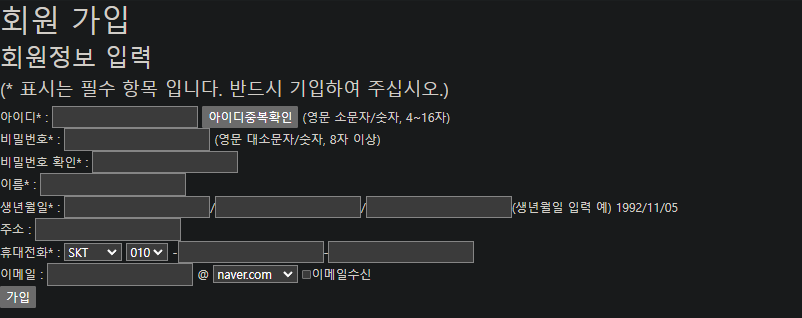 회원 가입
회원정보 입력
(* 표시는 필수 항목 입니다. 반드시 기입하여 주십시오.)
아이디* : 아이디중복확인 (영문 소문자/숫자, 4~16자)
비밀번호* : (영문 대소문자/숫자, 8자 이상)
비밀번호 확인* :
이름* :
생년월일* : / / (생년월일 입력 예) 1992/11/05
주소 :
휴대전화* : SKT 010 - -
이메일 : @ naver.com 이메일수신
가입